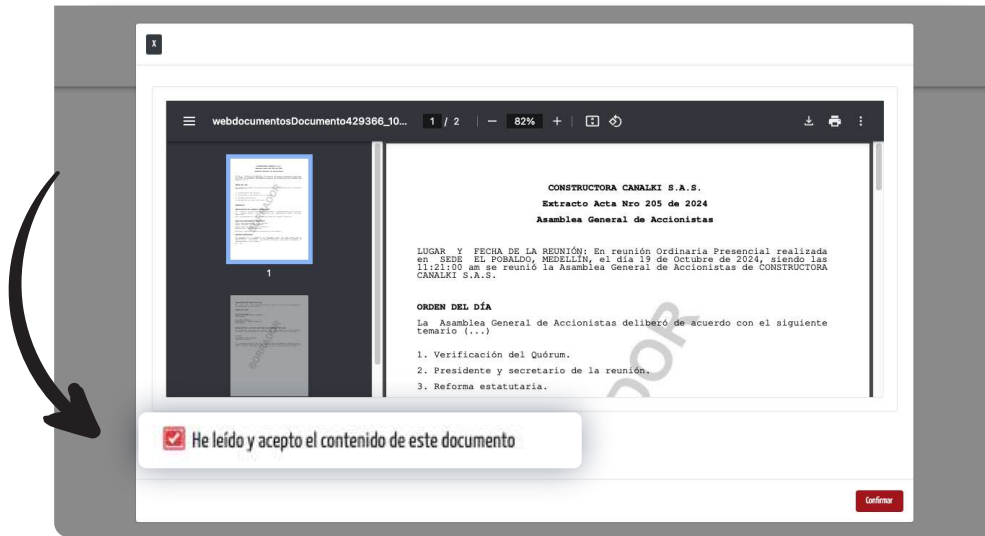 X
webdocumentosDocumento429366_10... 1 / 2 | − 82% + |
CONSTRUCTORA CANALKI S.A.S.
Extracto Acta Nro 205 de 2024
Asamblea General de Accionistas
LUGAR Y FECHA DE LA REUNIÓN: En reunión Ordinaria Presencial realizada
en SEDE EL POBALDO, MEDELLÍN, el día 19 de Octubre de 2024, siendo las
11:21:00 am se reunió la Asamblea General de Accionistas de CONSTRUCTORA
CANALKI S.A.S.
ORDEN DEL DÍA
La Asamblea General de Accionistas deliberó de acuerdo con el siguiente
temario (...)
1. Verificación del Quórum.
2. Presidente y secretario de la reunión.
3. Reforma estatutaria.
BORRADOR
1
BORRADOR
ADOR
He leído y acepto el contenido de este documento
Confirmar